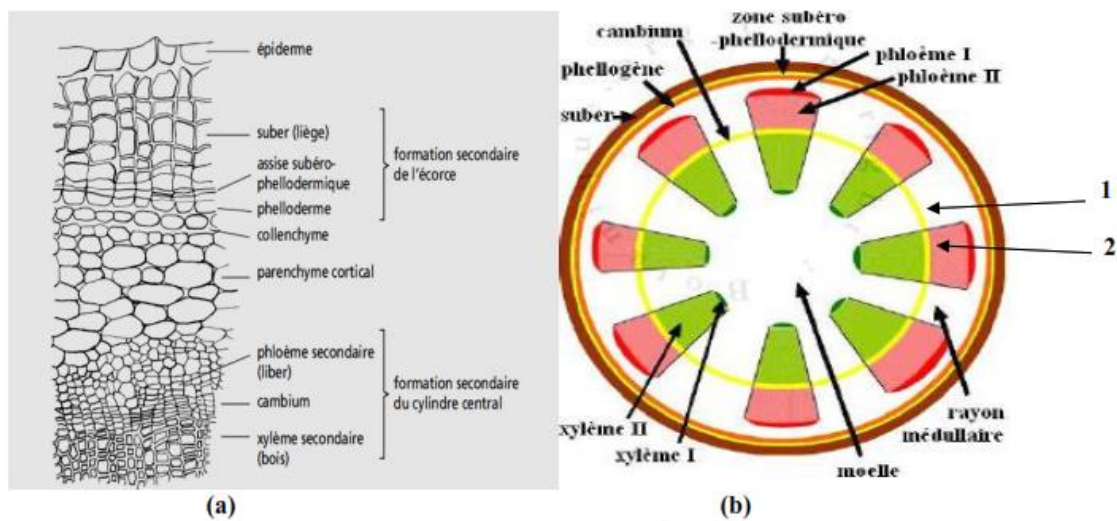 épiderme
suber (liège)
assise subéro-
phellodermique
phelloderme
formation secondaire
de l'écorce
collenchyme
parenchyme cortical
phloème secondaire
(liber)
cambium
xylème secondaire
(bois)
formation secondaire
du cylindre central
(a)
zone subéro
-phellodermique
cambium
phloème I
phloème II
phellogène
suber
1
2
rayon
médullaire
xylème II
xylème I
moelle
(b)